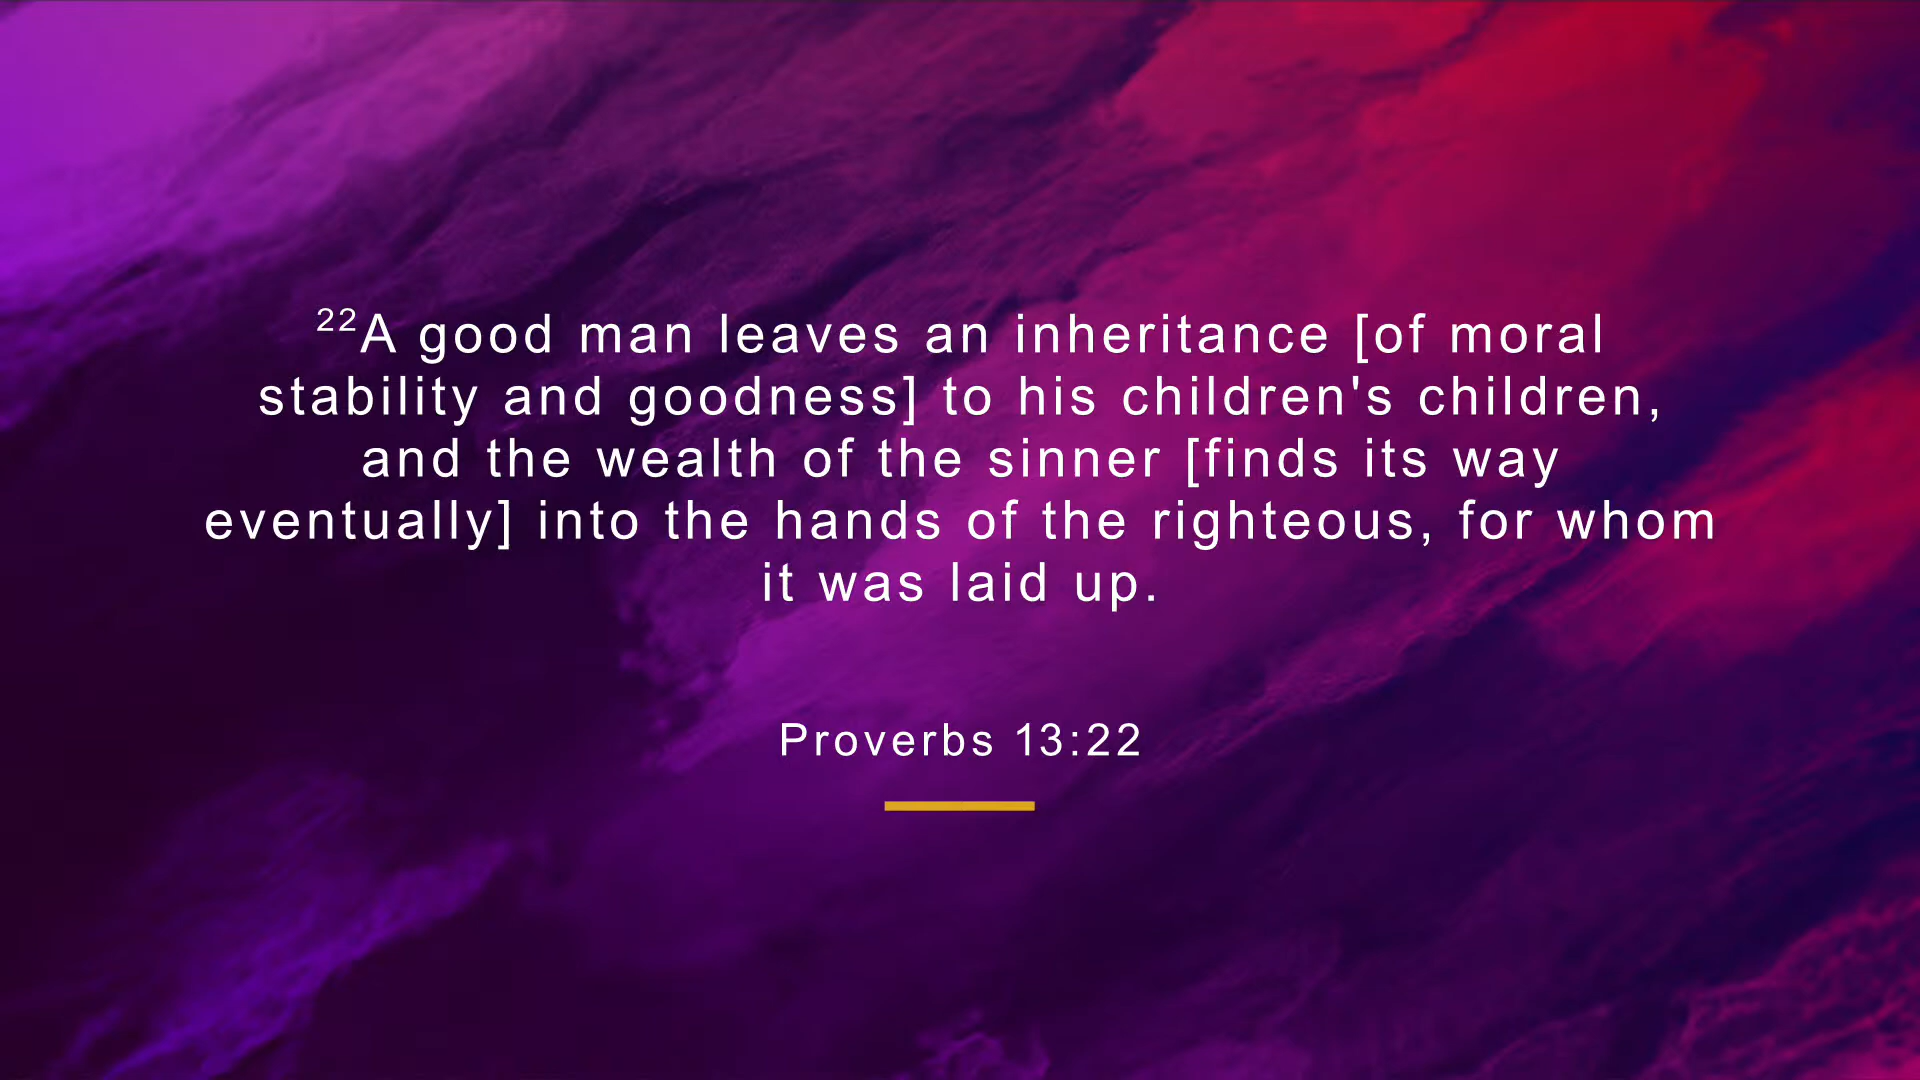 22A good man leaves an inheritance [of moral
stability and goodness] to his children's children,
and the wealth of the sinner [finds its way
eventually] into the hands of the righteous, for whom
it was laid up.
Proverbs 13:22